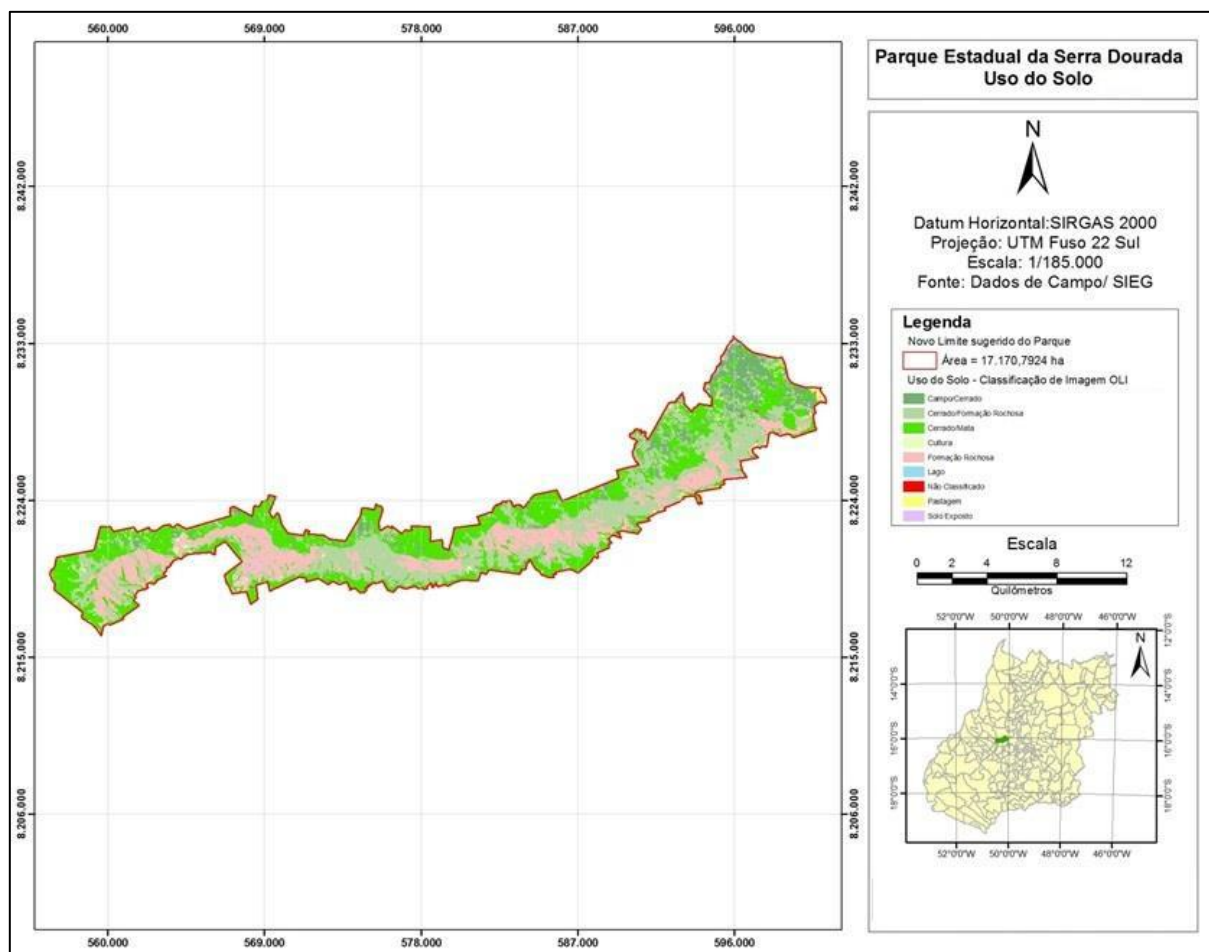 560.000 569.000 578.000 587.000 596.000
8.242.000 8.242.000
8.233.000 8.233.000
8.224.000 8.224.000
8.215.000 8.215.000
8.206.000 8.206.000
560.000 569.000 578.000 587.000 596.000
Parque Estadual da Serra Dourada
Uso do Solo
N
Datum Horizontal:SIRGAS 2000
Projeção: UTM Fuso 22 Sul
Escala: 1/185.000
Fonte: Dados de Campo/ SIEG
Legenda
Novo Limite sugerido do Parque
Área = 17.170,7924 ha
Uso do Solo - Classificação de Imagem OLI
Campo/Cerrado
Cerrado/Formação Rochosa
Cerrado/Mata
Cultura
Formação Rochosa
Lago
Não Classificado
Pastagem
Solo Exposto
Escala
0 2 4 8 12
Quilômetros
52°0'0"W 50°0'0"W 48°0'0"W 46°0'0"W
N
12°0'0"S
14°0'0"S 14°0'0"S
16°0'0"S 16°0'0"S
18°0'0"S 18°0'0"S
52°0'0"W 50°0'0"W 48°0'0"W 46°0'0"W